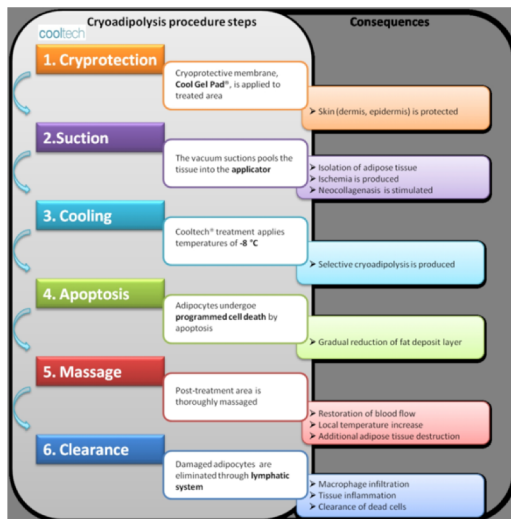 Cryoadipolysis procedure steps
Consequences
cooltech
1. Cryprotection
Cryoprotective membrane,
Cool Gel Pad®, is applied to
treated area
➤ Skin (dermis, epidermis) is protected
2.Suction
The vacuum suctions pools the
tissue into the applicator
➤ Isolation of adipose tissue
➤ Ischemia is produced
➤ Neocollagenasis is stimulated
3. Cooling
Cooltech® treatment applies
temperatures of -8 °C
➤ Selective cryoadipolysis is produced
4. Apoptosis
Adipocytes undergoe
programmed cell death by
apoptosis
➤ Gradual reduction of fat deposit layer
5. Massage
Post-treatment area is
thoroughly massaged
➤ Restoration of blood flow
➤ Local temperature increase
➤ Additional adipose tissue destruction
6. Clearance
Damaged adipocytes are
eliminated through lymphatic
system
➤ Macrophage infiltration
➤ Tissue inflammation
➤ Clearance of dead cells